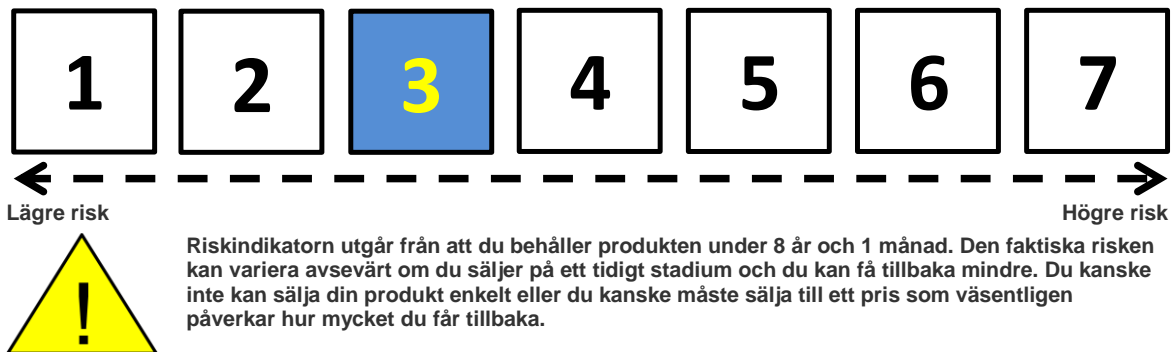 1 2 3 4 5 6 7
Lägre risk Högre risk
Riskindikatorn utgår från att du behåller produkten under 8 år och 1 månad. Den faktiska risken
kan variera avsevärt om du säljer på ett tidigt stadium och du kan få tillbaka mindre. Du kanske
inte kan sälja din produkt enkelt eller du kanske måste sälja till ett pris som väsentligen
påverkar hur mycket du får tillbaka.
!